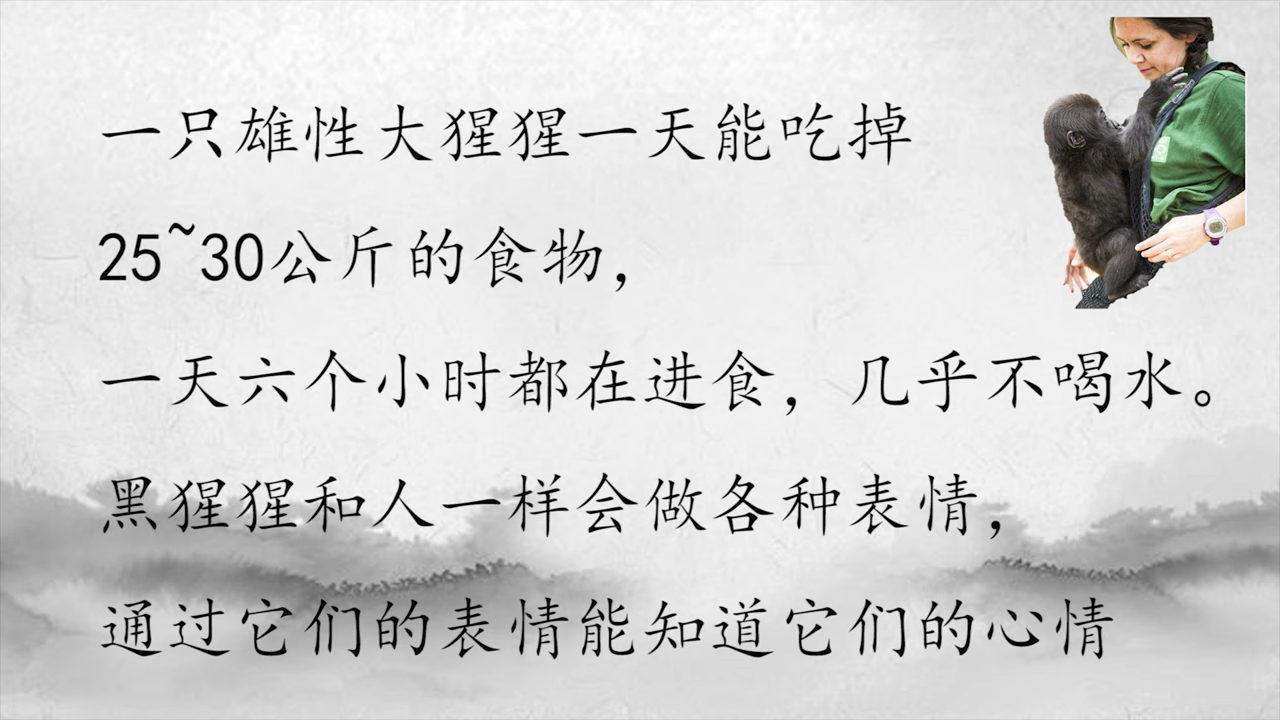 一只雄性大猩猩一天能吃掉
25~30公斤的食物，
一天六个小时都在进食，几乎不喝水。
黑猩猩和人一样会做各种表情，
通过它们的表情能知道它们的心情